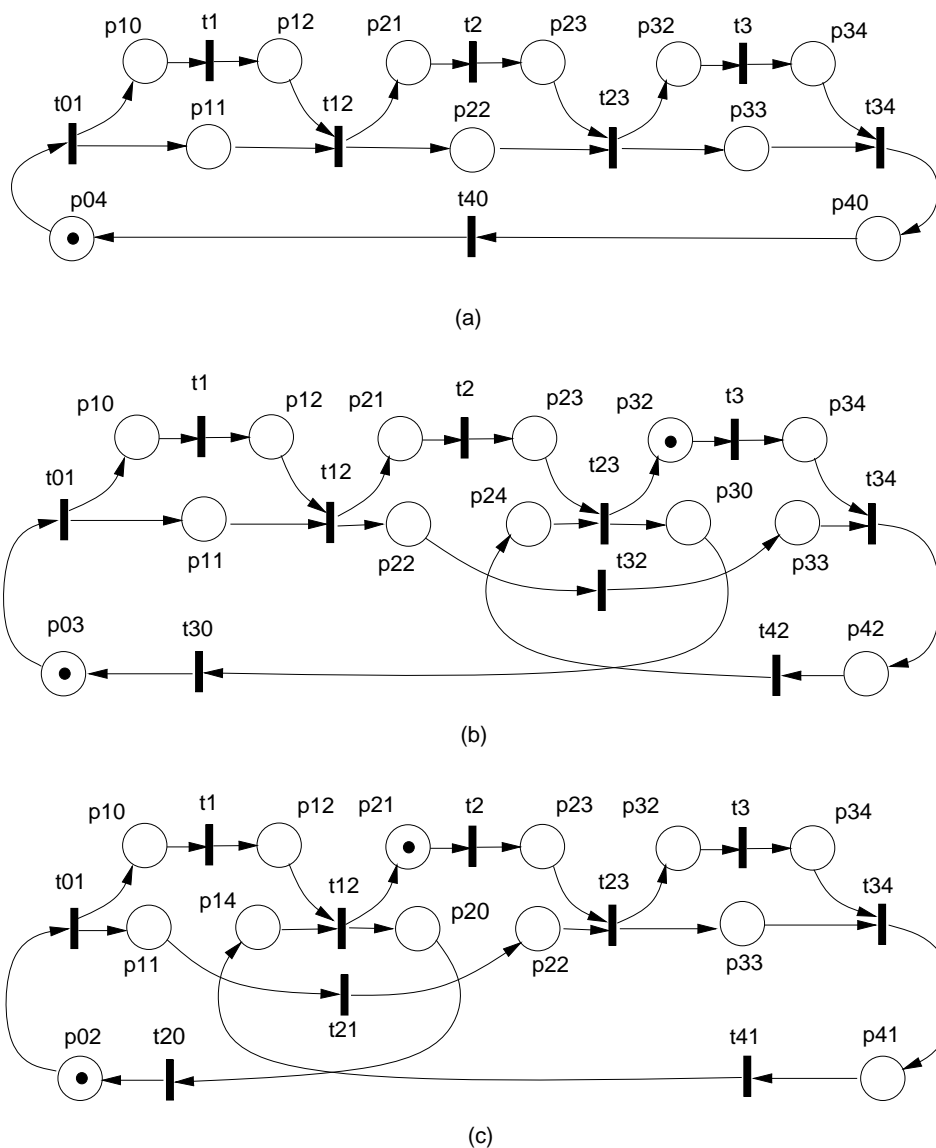 p10 t1 p12 p21 t2 p23 p32 t3 p34
t01 p11 t12 p22 t23 p33 t34
p04 t40 p40
(a)
p10 t1 p12 p21 t2 p23 p32 t3 p34
t01 t12 p24 t23 p30 t34
p11 p22 t32 p33
p03 t30 t42 p42
(b)
p10 t1 p12 p21 t2 p23 p32 t3 p34
t01 p14 t12 p20 t23 t34
p11 t21 p22 p33
p02 t20 t41 p41
(c)